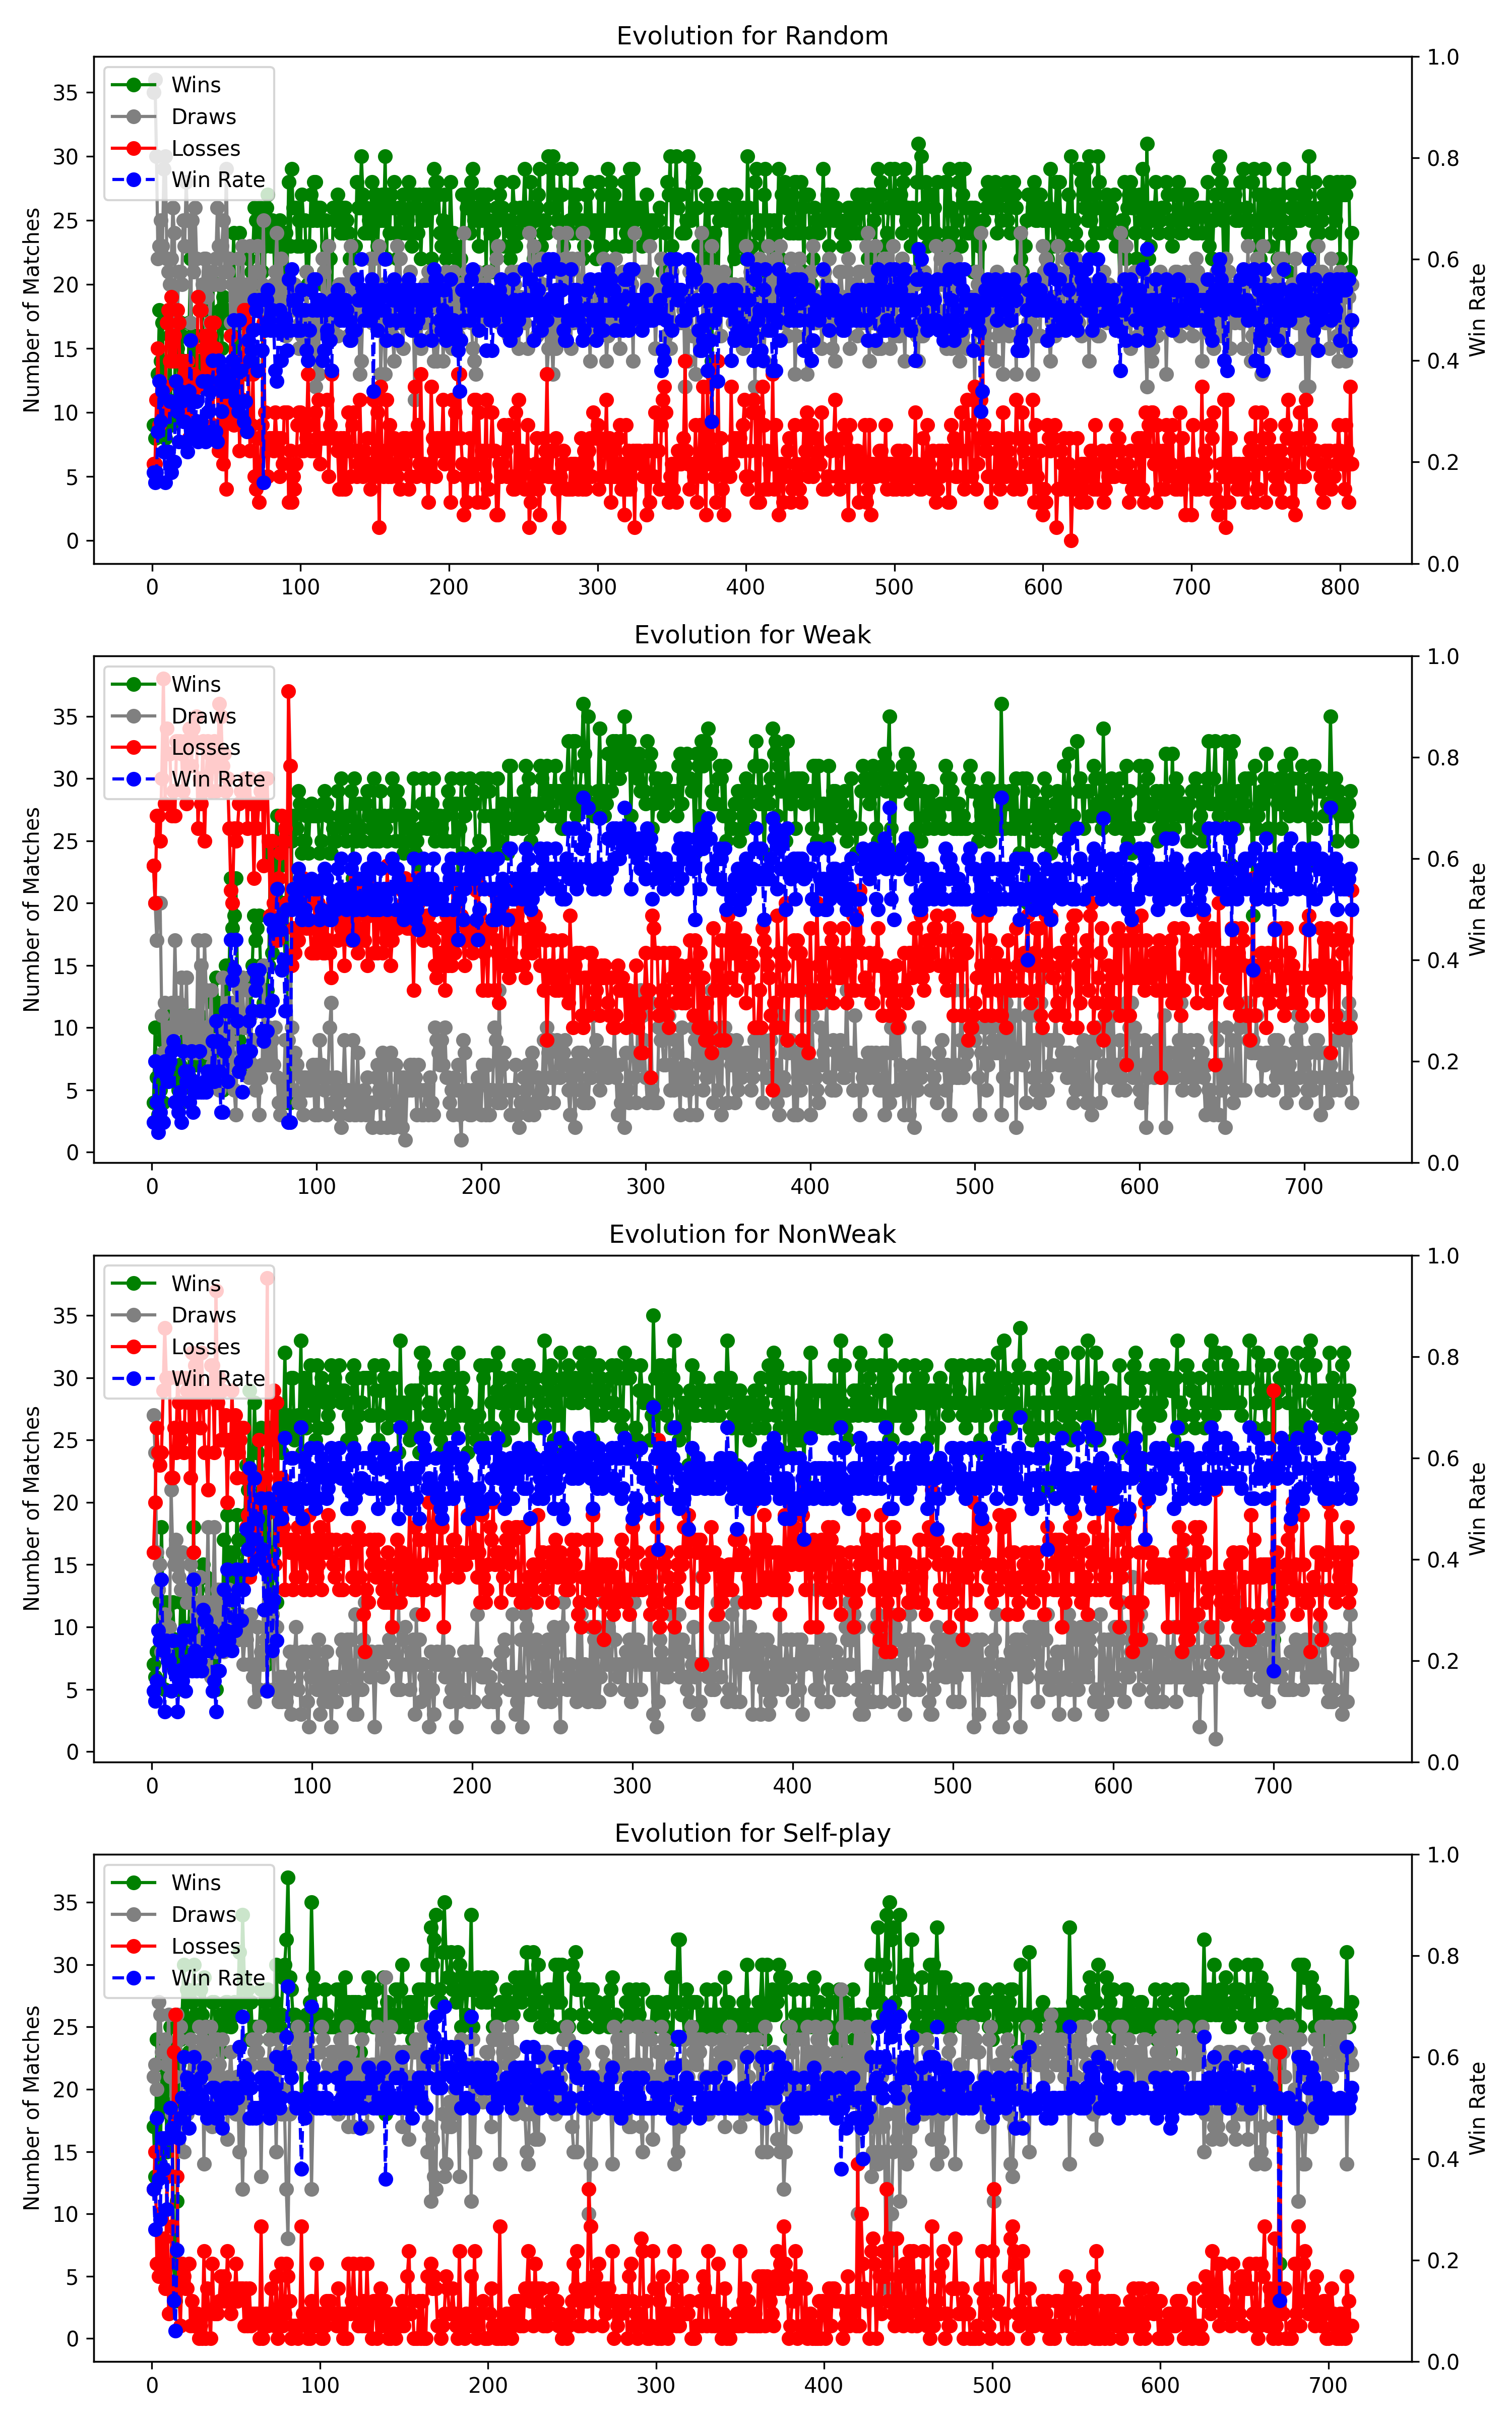 Evolution for Random
Wins
Draws
Losses
Win Rate
Number of Matches
Win Rate
35
30
25
20
15
10
5
0
1.0
0.8
0.6
0.4
0.2
0.0
0 100 200 300 400 500 600 700 800
Evolution for Weak
Wins
Draws
Losses
Win Rate
Number of Matches
Win Rate
35
30
25
20
15
10
5
0
1.0
0.8
0.6
0.4
0.2
0.0
0 100 200 300 400 500 600 700
Evolution for NonWeak
Wins
Draws
Losses
Win Rate
Number of Matches
Win Rate
35
30
25
20
15
10
5
0
1.0
0.8
0.6
0.4
0.2
0.0
0 100 200 300 400 500 600 700
Evolution for Self-play
Wins
Draws
Losses
Win Rate
Number of Matches
Win Rate
35
30
25
20
15
10
5
0
1.0
0.8
0.6
0.4
0.2
0.0
0 100 200 300 400 500 600 700